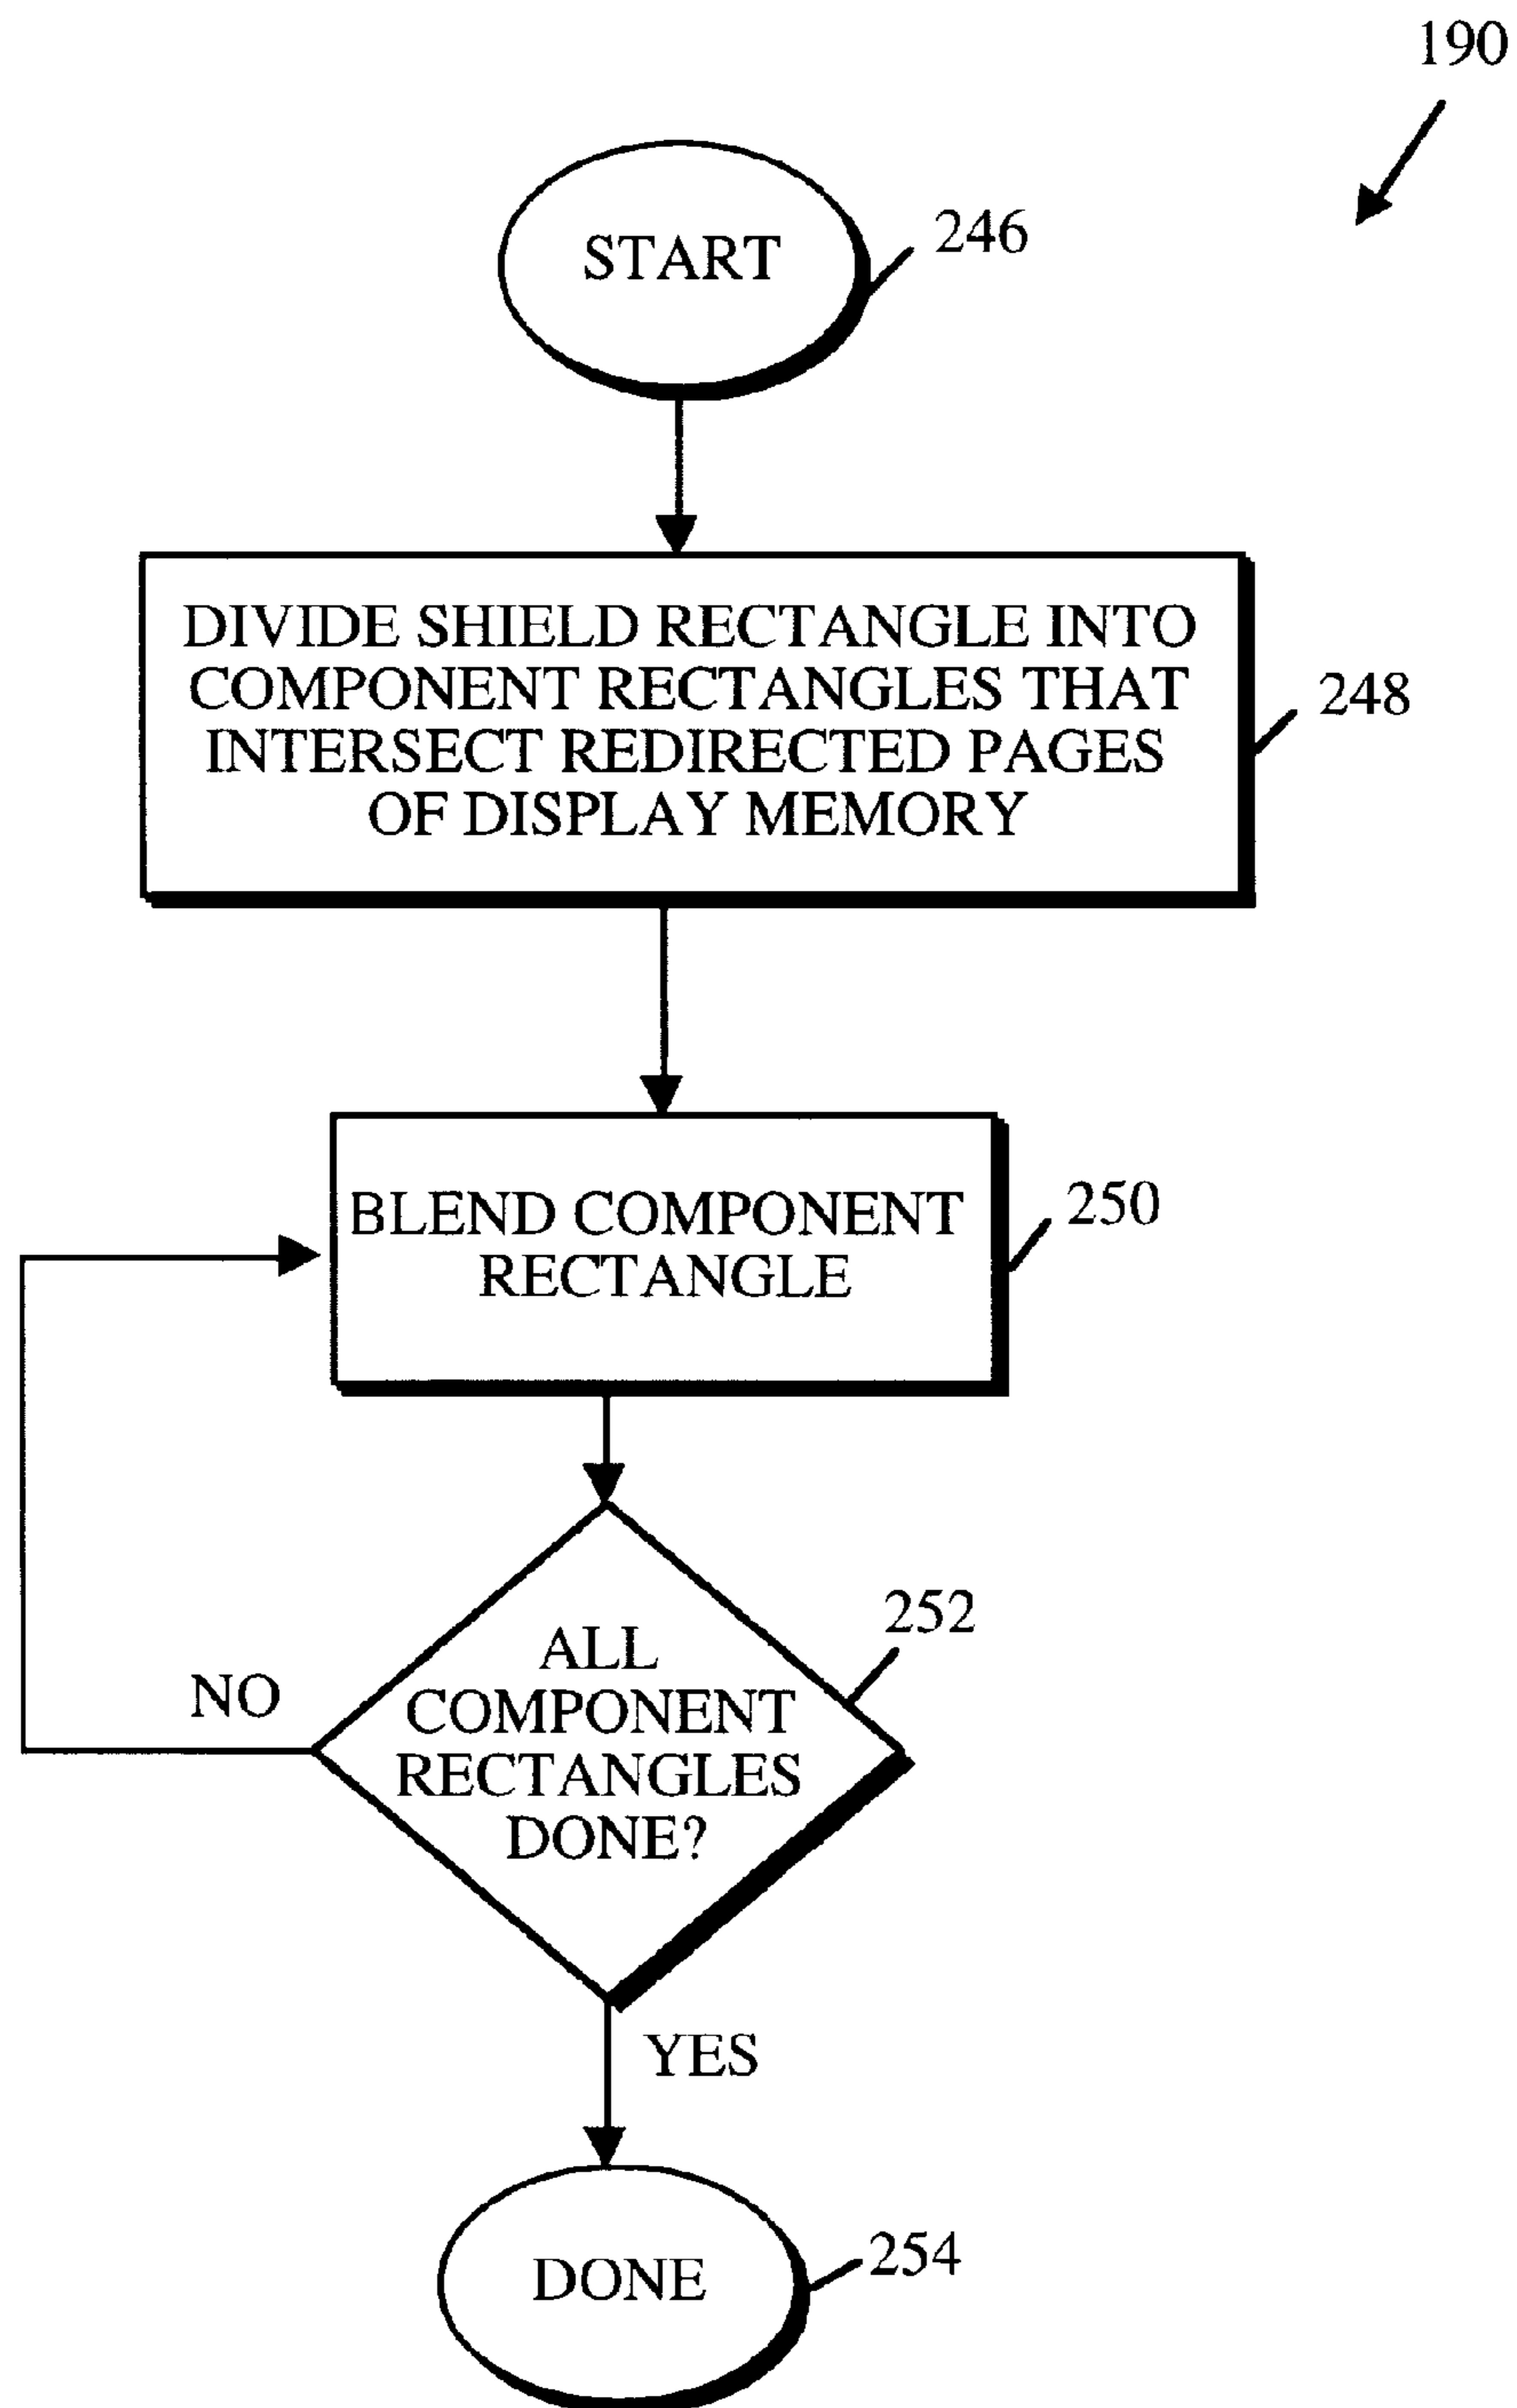 190
START
246
DIVIDE SHIELD RECTANGLE INTO
COMPONENT RECTANGLES THAT
INTERSECT REDIRECTED PAGES
OF DISPLAY MEMORY
248
BLEND COMPONENT
RECTANGLE
250
ALL
COMPONENT
RECTANGLES
DONE?
252
NO
YES
DONE
254